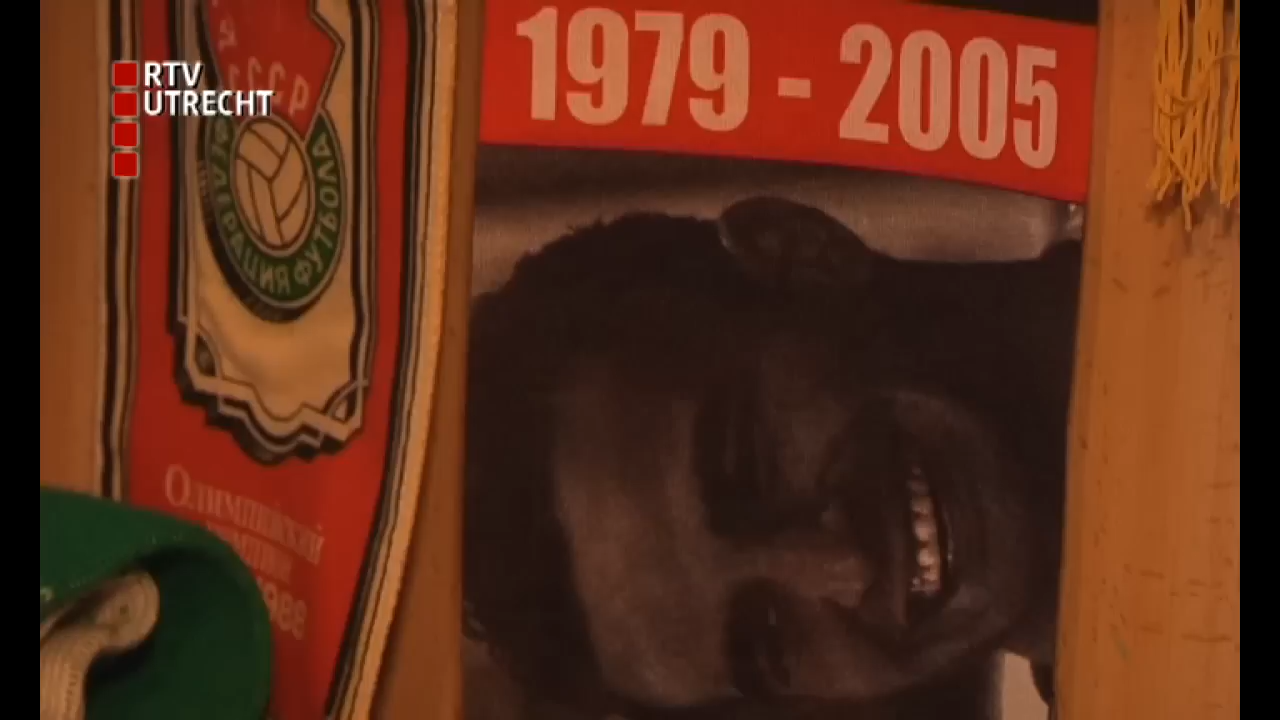 RTV
UTRECHT
1979 - 2005
СССР
ФЕДЕРАЦИЯ ФУТБОЛА
ОЛИМПИЙСКИЙ